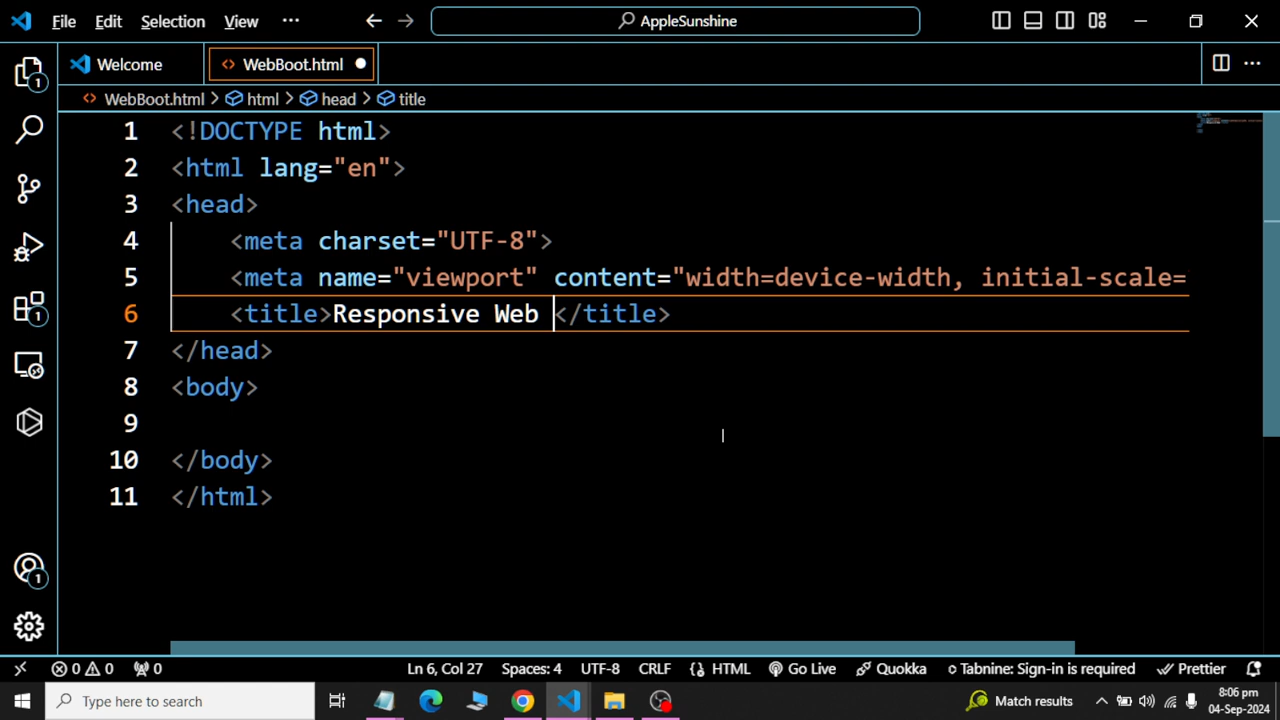 File Edit Selection View ··· AppleSunshine
Welcome WebBoot.html
WebBoot.html > html > head > title
1 <!DOCTYPE html>
2 <html lang="en">
3 <head>
4 <meta charset="UTF-8">
5 <meta name="viewport" content="width=device-width, initial-scale=
6 <title>Responsive Web </title>
7 </head>
8 <body>
9
10 </body>
11 </html>
1
1
1
0 0 0 Ln 6, Col 27 Spaces: 4 UTF-8 CRLF HTML Go Live Quokka Tabnine: Sign-in is required Prettier
Type here to search Match results 8:06 pm
04-Sep-2024